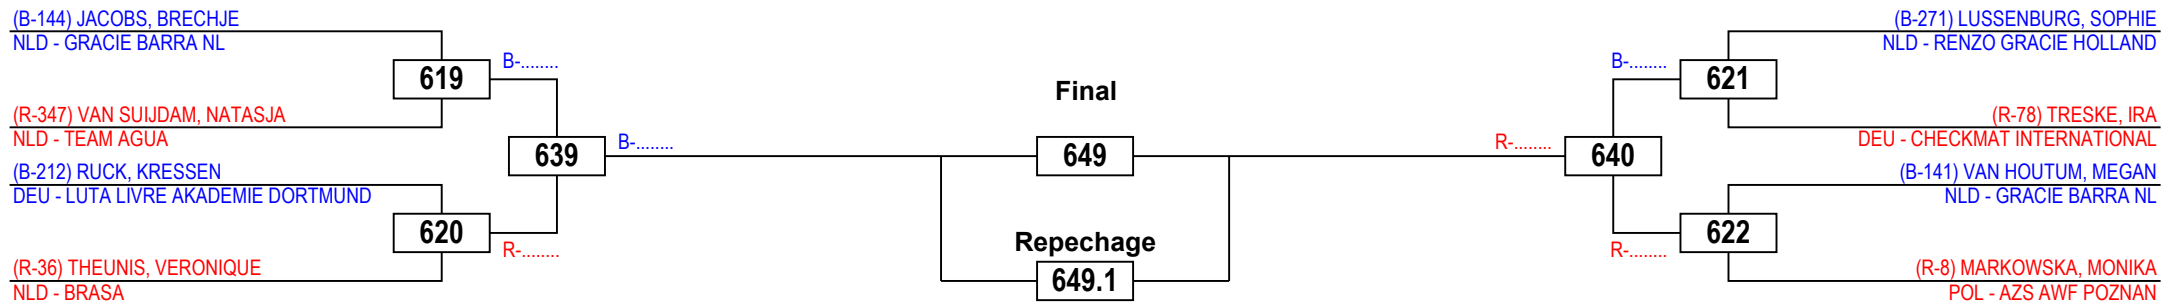 (B-144) JACOBS, BRECHJE
NLD - GRACIE BARRA NL
619
B-........
(R-347) VAN SUIJDAM, NATASJA
NLD - TEAM AGUA
639
B-........
(B-212) RUCK, KRESSEN
DEU - LUTA LIVRE AKADEMIE DORTMUND
620
R-........
(R-36) THEUNIS, VERONIQUE
NLD - BRASA
Final
649
Repechage
649.1
(B-271) LUSSENBURG, SOPHIE
NLD - RENZO GRACIE HOLLAND
B-........
621
(R-78) TRESKE, IRA
DEU - CHECKMAT INTERNATIONAL
R-........
640
(B-141) VAN HOUTUM, MEGAN
NLD - GRACIE BARRA NL
622
R-........
(R-8) MARKOWSKA, MONIKA
POL - AZS AWF POZNAN